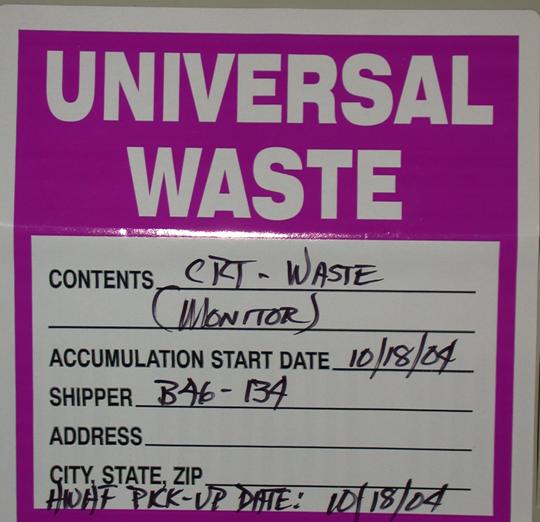 UNIVERSAL
WASTE
CONTENTS CRT - WASTE
(MONITOR)
ACCUMULATION START DATE 10/18/04
SHIPPER B46 - 134
ADDRESS
CITY, STATE, ZIP
HWHF PICK-UP DATE: 10/18/04